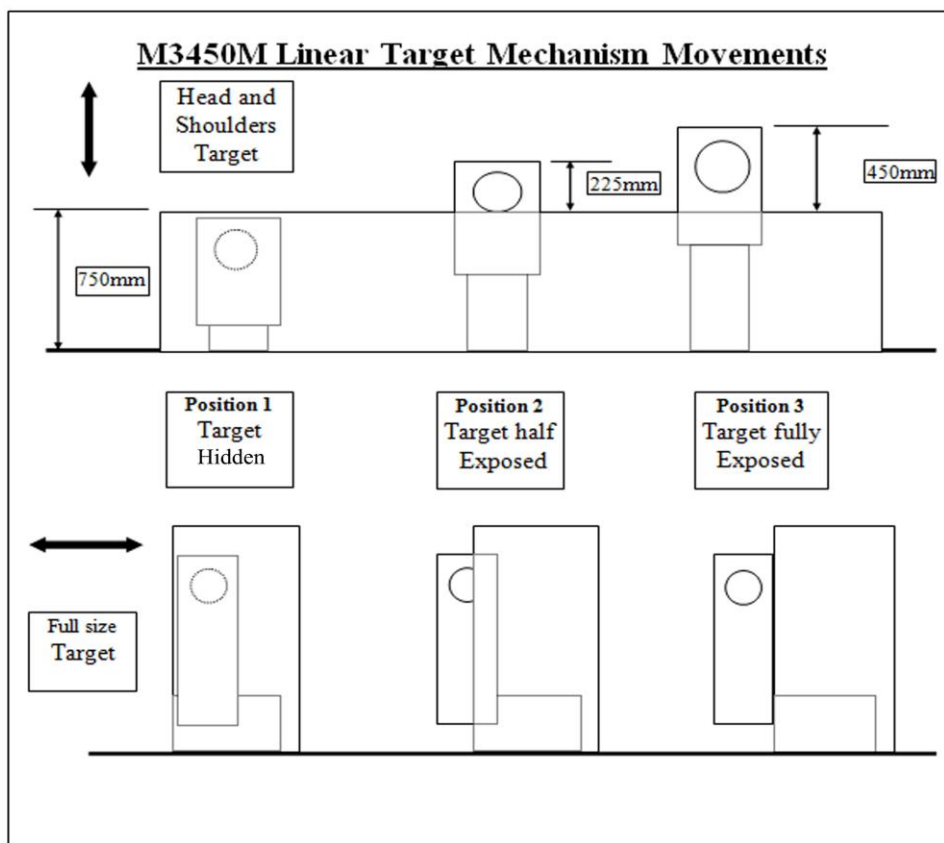 M3450M Linear Target Mechanism Movements
Head and
Shoulders
Target
225mm
450mm
750mm
Position 1
Target
Hidden
Position 2
Target half
Exposed
Position 3
Target fully
Exposed
Full size
Target